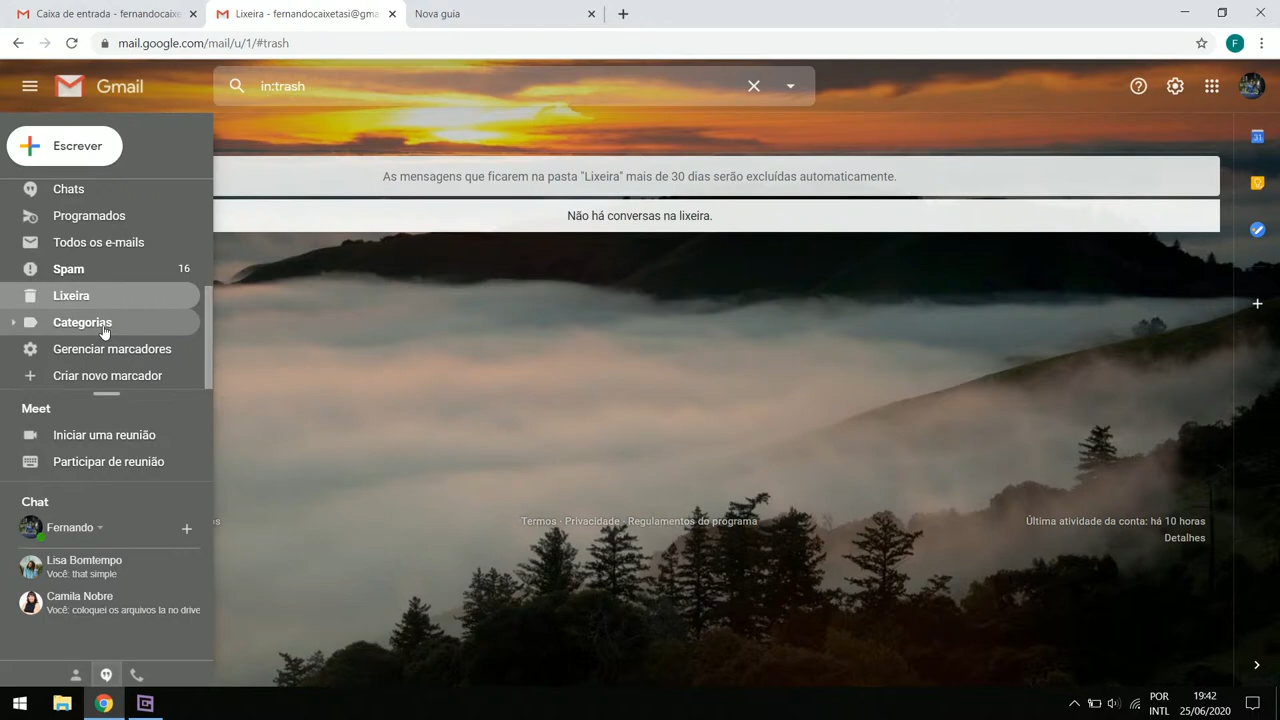 Caixa de entrada - fernandocaixe
Lixeira - fernandocaixetasi@gma
Nova guia
mail.google.com/mail/u/1/#trash
F
Gmail
in:trash
Escrever
31
Chats
Programados
Todos os e-mails
Spam 16
Lixeira
Categorias
Gerenciar marcadores
Criar novo marcador
As mensagens que ficarem na pasta "Lixeira" mais de 30 dias serão excluídas automaticamente.
Não há conversas na lixeira.
Meet
Iniciar uma reunião
Participar de reunião
Chat
Fernando
Lisa Bomtempo
Você: that simple
Camila Nobre
Você: coloquei os arquivos la no drive
os
Termos · Privacidade · Regulamentos do programa
Última atividade da conta: há 10 horas
Detalhes
POR
INTL
19:42
25/06/2020